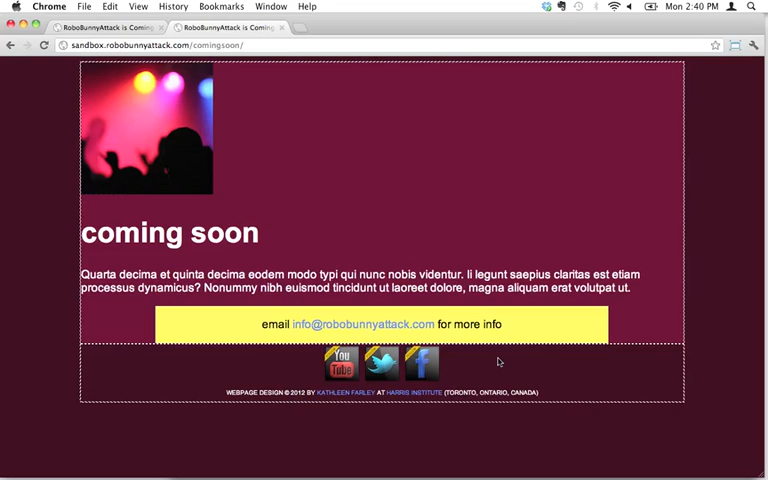 Chrome File Edit View History Bookmarks Window Help Mon 2:40 PM
RoboBunnyAttack is Coming RoboBunnyAttack is Coming
sandbox.robobunnyattack.com/comingsoon/
coming soon
Quarta decima et quinta decima eodem modo typi qui nunc nobis videntur. Ii legunt saepius claritas est etiam
processus dynamicus? Nonummy nibh euismod tincidunt ut laoreet dolore, magna aliquam erat volutpat ut.
email info@robobunnyattack.com for more info
You
Tube
WEBPAGE DESIGN © 2012 BY KATHLEEN FARLEY AT HARRIS INSTITUTE (TORONTO, ONTARIO, CANADA)